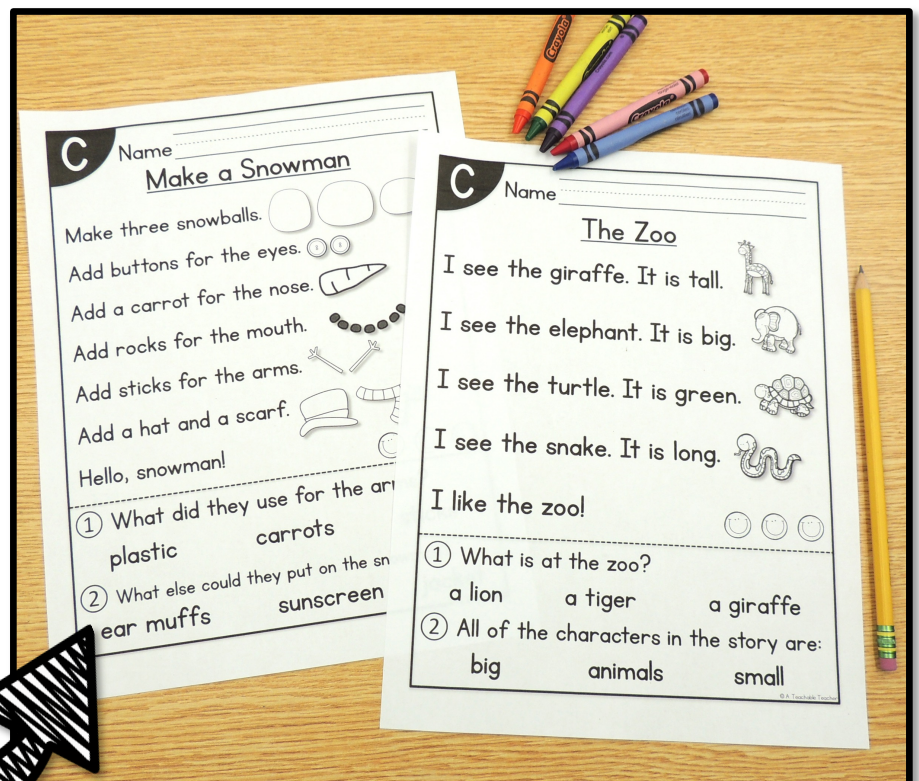 C
Name
Make a Snowman
Make three snowballs.
Add buttons for the eyes.
Add a carrot for the nose.
Add rocks for the mouth.
Add sticks for the arms.
Add a hat and a scarf.
Hello, snowman!
1 What did they use for the
plastic carrots
2 What else could they put on the
ear muffs sunscreen
C
Name
The Zoo
I see the giraffe. It is tall.
I see the elephant. It is big.
I see the turtle. It is green.
I see the snake. It is long.
I like the zoo!
1 What is at the zoo?
a lion a tiger a giraffe
2 All of the characters in the story are:
big animals small
© A Teachable Teacher
Crayola
Crayola